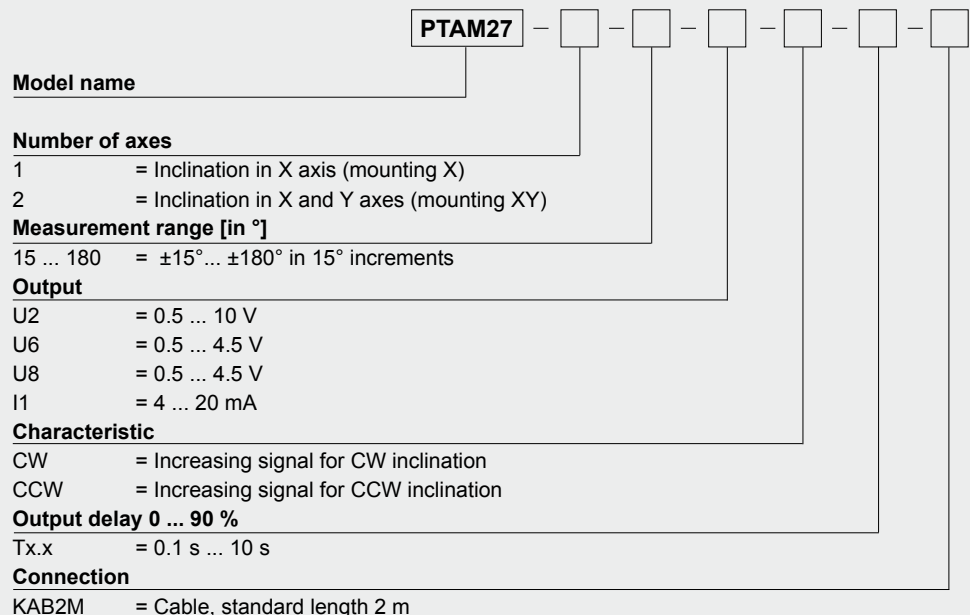 PTAM27 – – – – – –
Model name
Number of axes
1 = Inclination in X axis (mounting X)
2 = Inclination in X and Y axes (mounting XY)
Measurement range [in °]
15 ... 180 = ±15°... ±180° in 15° increments
Output
U2 = 0.5 ... 10 V
U6 = 0.5 ... 4.5 V
U8 = 0.5 ... 4.5 V
I1 = 4 ... 20 mA
Characteristic
CW = Increasing signal for CW inclination
CCW = Increasing signal for CCW inclination
Output delay 0 ... 90 %
Tx.x = 0.1 s ... 10 s
Connection
KAB2M = Cable, standard length 2 m